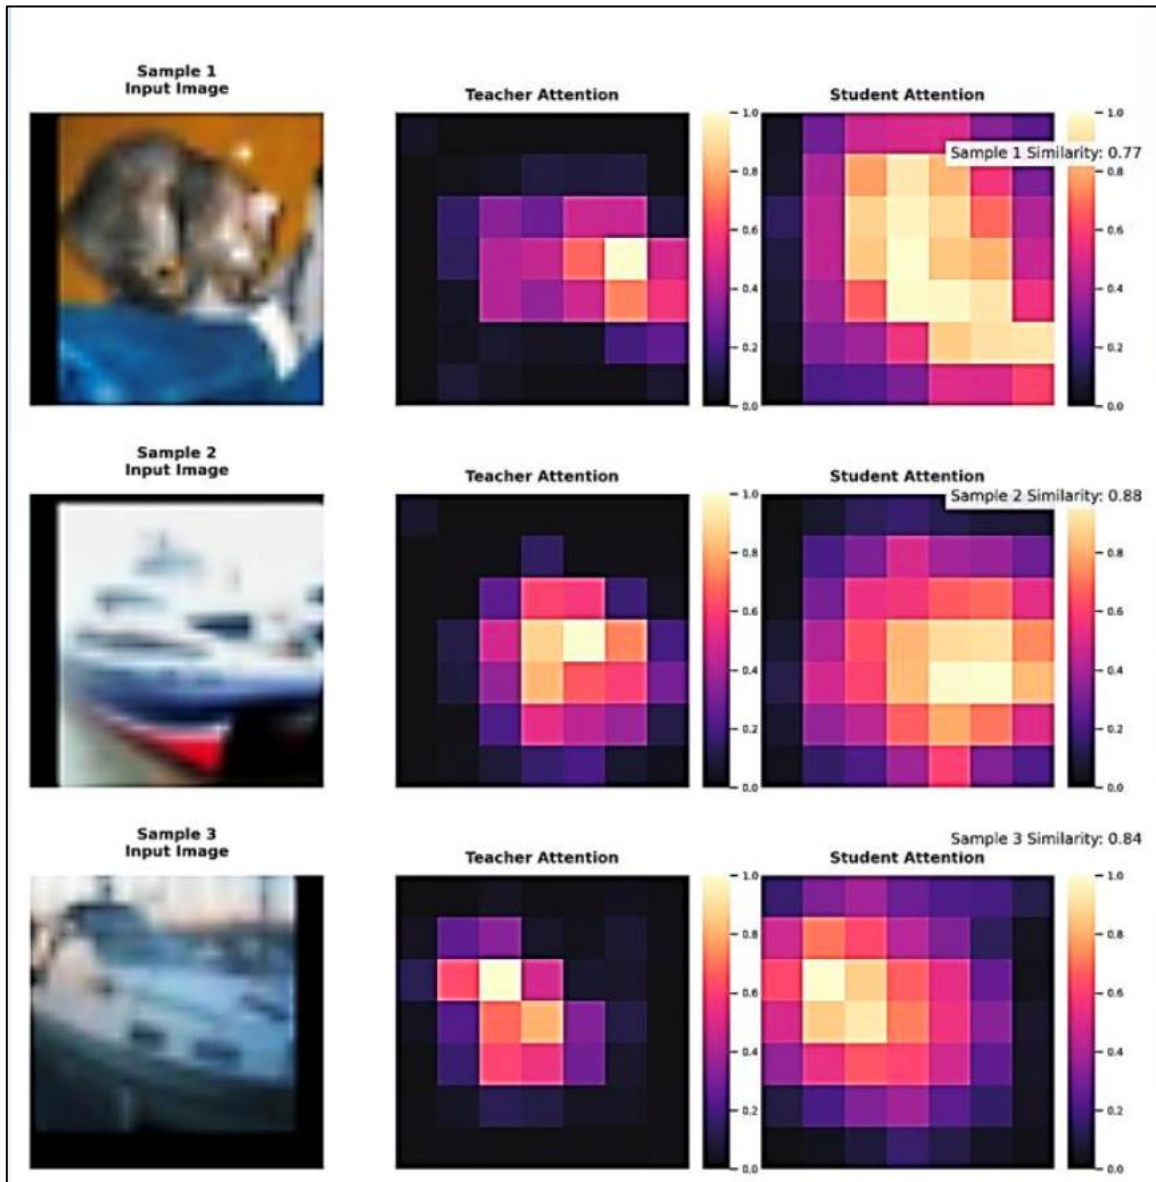 Sample 1
Input Image
Teacher Attention
Student Attention
1.0
0.8
0.6
0.4
0.2
0.0
Sample 1 Similarity: 0.77
1.0
0.8
0.6
0.4
0.2
0.0
Sample 2
Input Image
Teacher Attention
Student Attention
1.0
0.8
0.6
0.4
0.2
0.0
Sample 2 Similarity: 0.88
0.8
0.6
0.4
0.2
0.0
Sample 3
Input Image
Teacher Attention
Sample 3 Similarity: 0.84
Student Attention
1.0
0.8
0.6
0.4
0.2
0.0
1.0
0.8
0.6
0.4
0.2
0.0